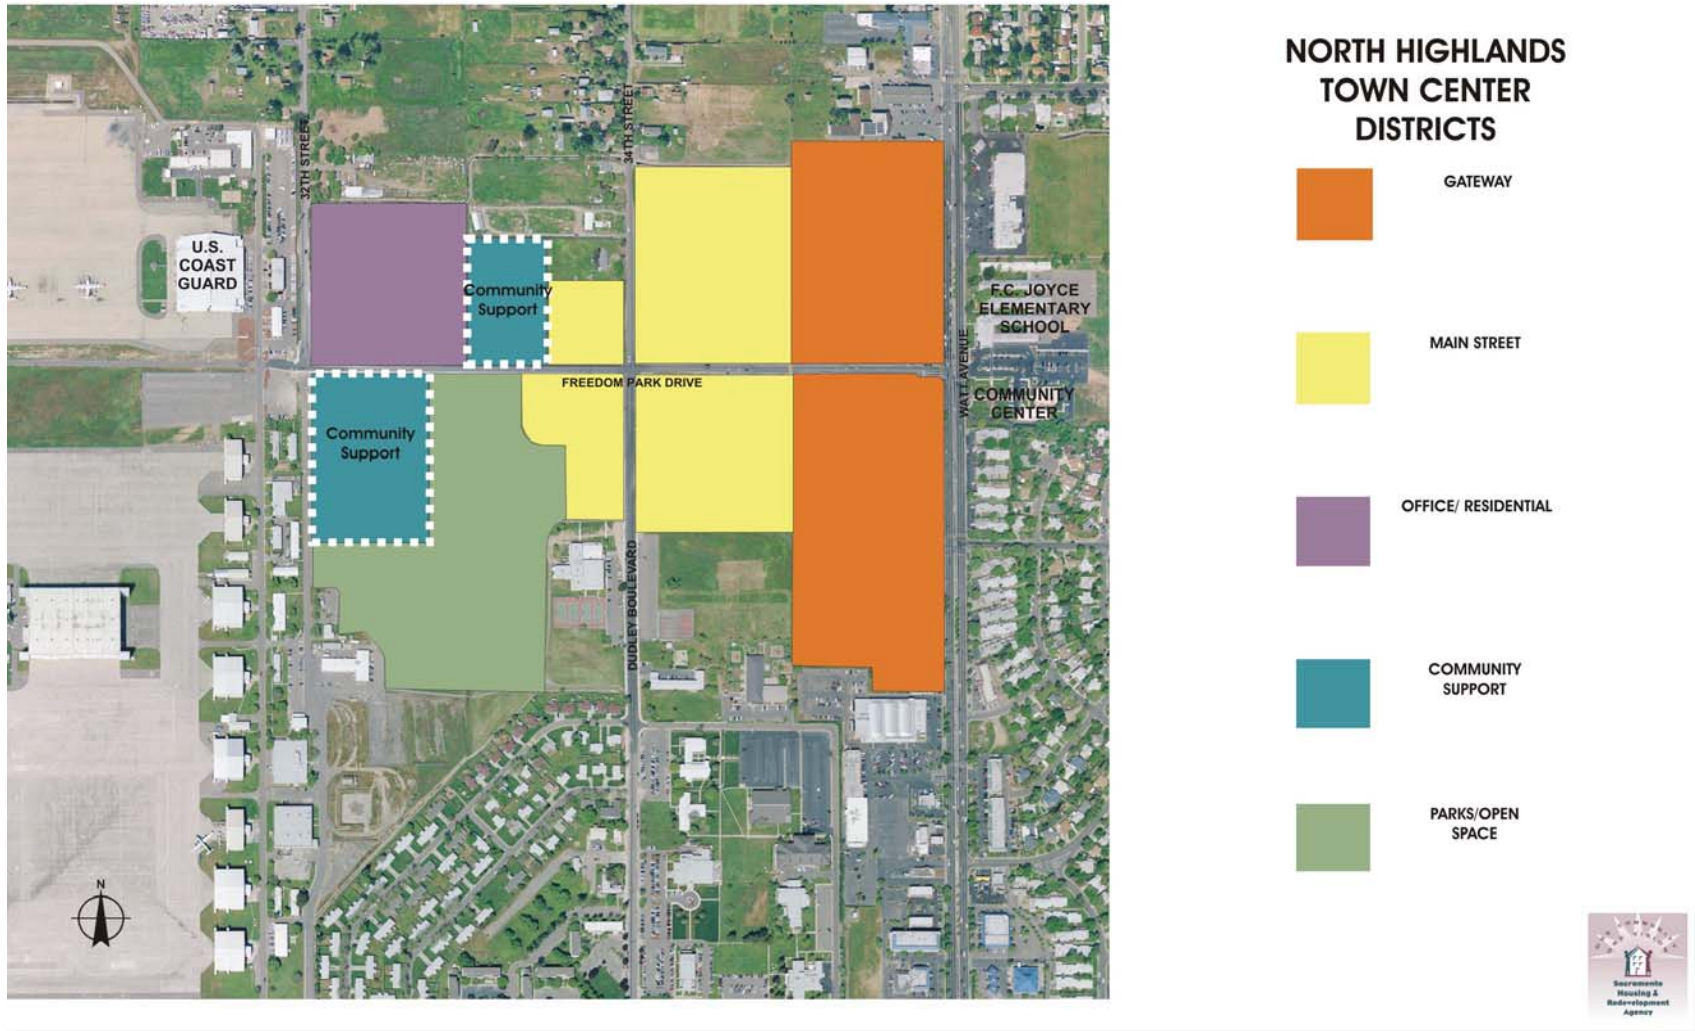 NORTH HIGHLANDS
TOWN CENTER
DISTRICTS
GATEWAY
MAIN STREET
OFFICE/ RESIDENTIAL
COMMUNITY
SUPPORT
PARKS/OPEN
SPACE
32TH STREET
34TH STREET
U.S.
COAST
GUARD
Community
Support
F.C. JOYCE
ELEMENTARY
SCHOOL
WATT AVENUE
FREEDOM PARK DRIVE
COMMUNITY
CENTER
Community
Support
DUDLEY BOULEVARD
N
Sacramento
Housing &
Redevelopment
Agency